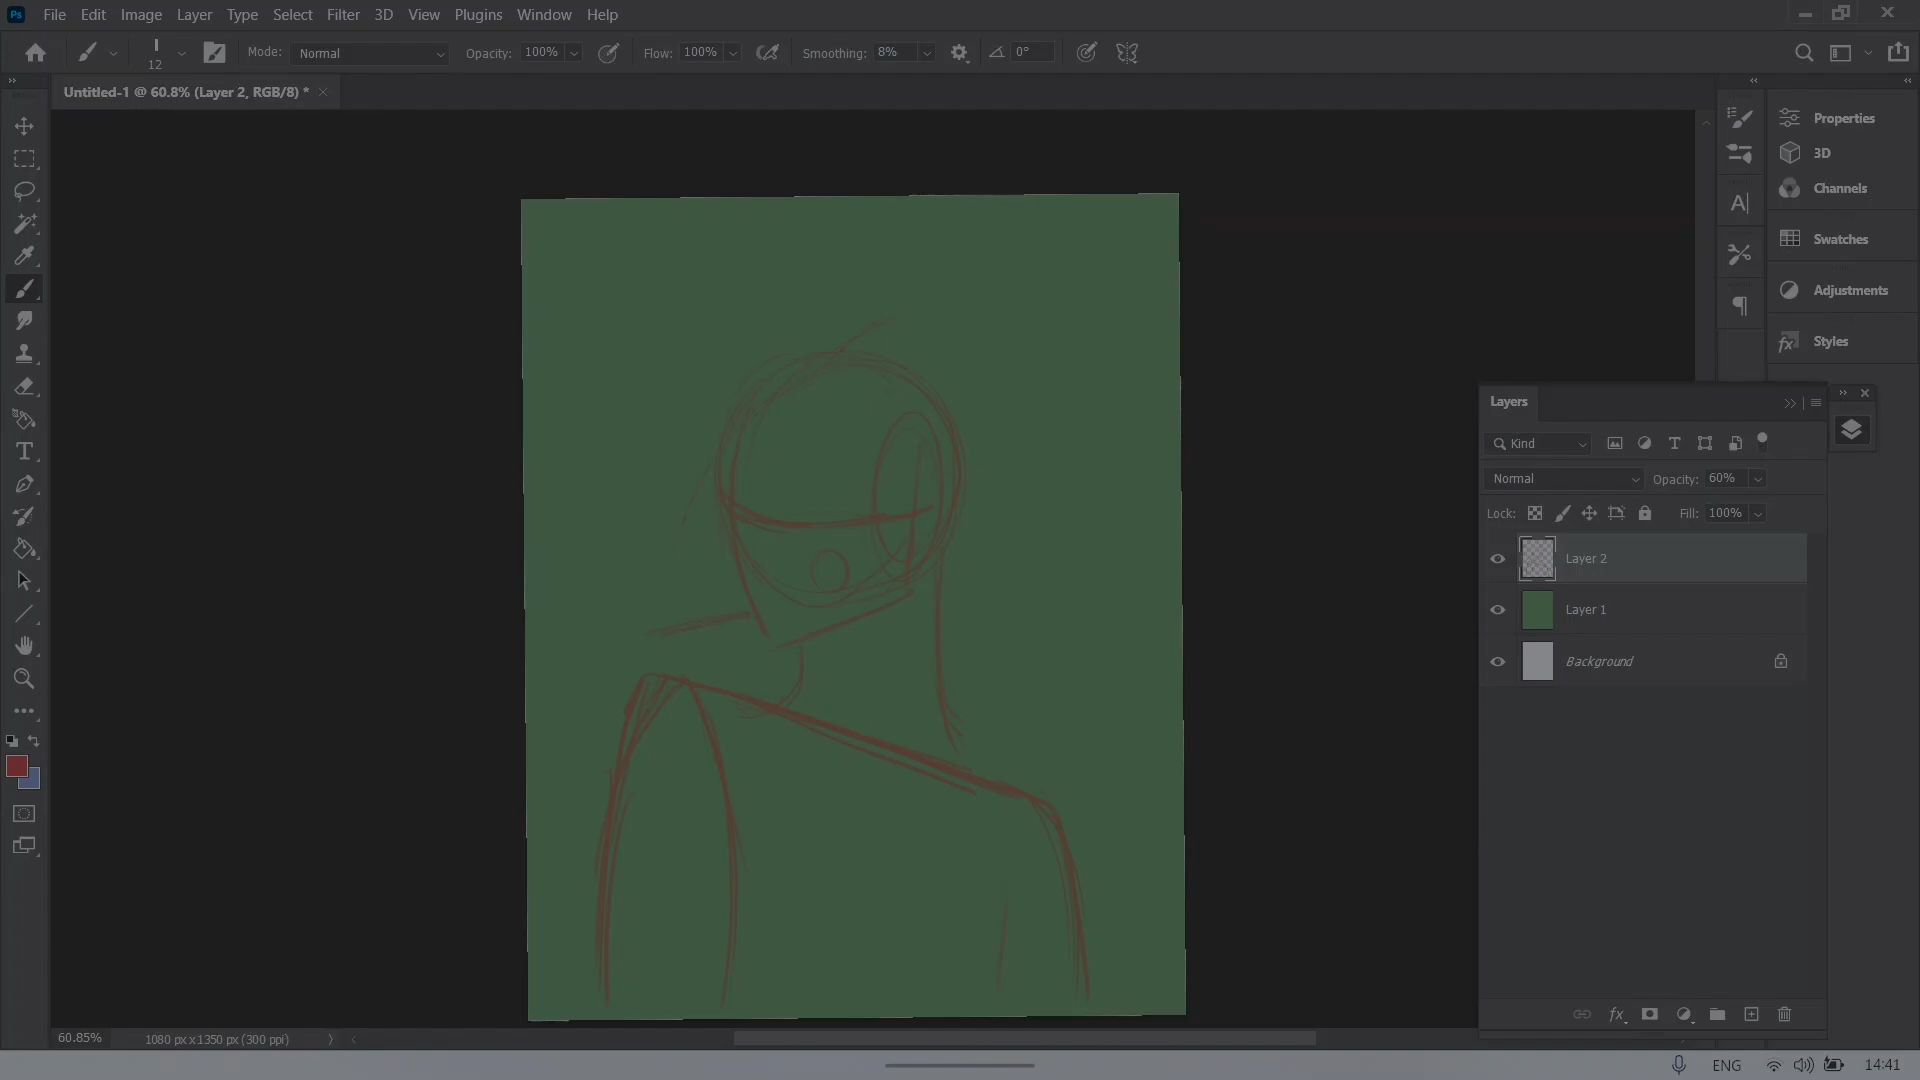 Ps File Edit Image Layer Type Select Filter 3D View Plugins Window Help
12 Mode: Normal Opacity: 100% Flow: 100% Smoothing: 8% 0°
Untitled-1 @ 60.8% (Layer 2, RGB/8) *
Properties
3D
Channels
Swatches
Adjustments
Styles
Layers
Kind
Normal Opacity: 60%
Lock: Fill: 100%
Layer 2
Layer 1
Background
60.85% 1080 px x 1350 px (300 ppi)
ENG 14:41